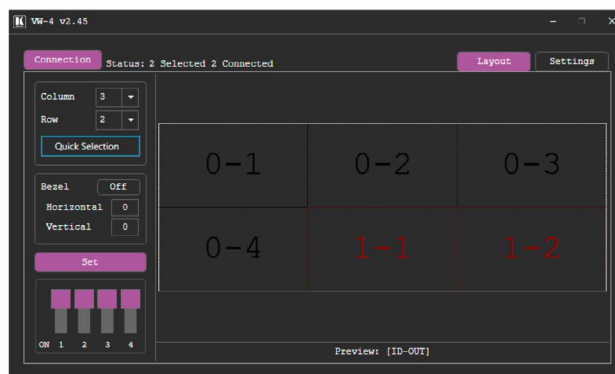 K VW-4 v2.45
Connection Status: 2 Selected 2 Connected Layout Settings
Column 3
Row 2
Quick Selection
Bezel Off
Horizontal 0
Vertical 0
Set
ON 1 2 3 4
0-1 0-2 0-3
0-4 1-1 1-2
Preview: [ID-OUT]